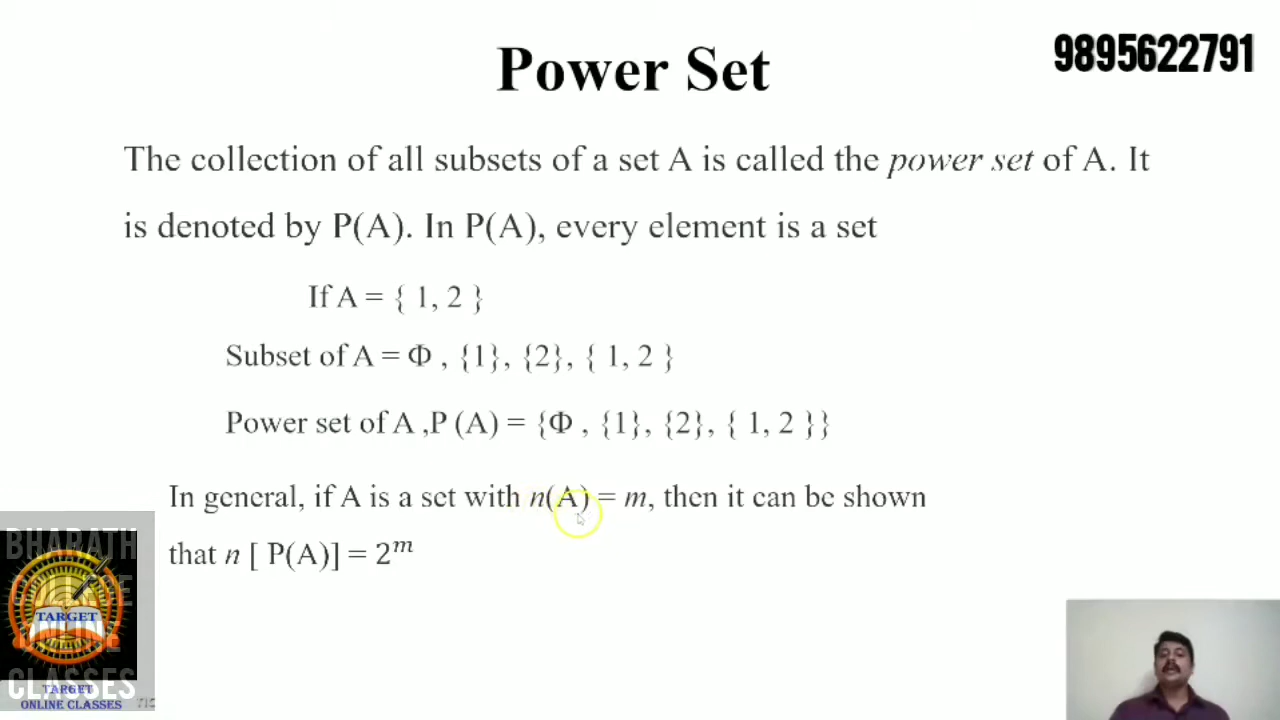 Power Set
9895622791
The collection of all subsets of a set A is called the power set of A. It
is denoted by P(A). In P(A), every element is a set
If A = { 1, 2 }
Subset of A = Φ , {1}, {2}, { 1, 2 }
Power set of A ,P (A) = {Φ , {1}, {2}, { 1, 2 }}
In general, if A is a set with n(A) = m, then it can be shown
that n [ P(A)] = 2^m
BHARATH
TARGET
CLASSES
TARGET
ONLINE CLASSES